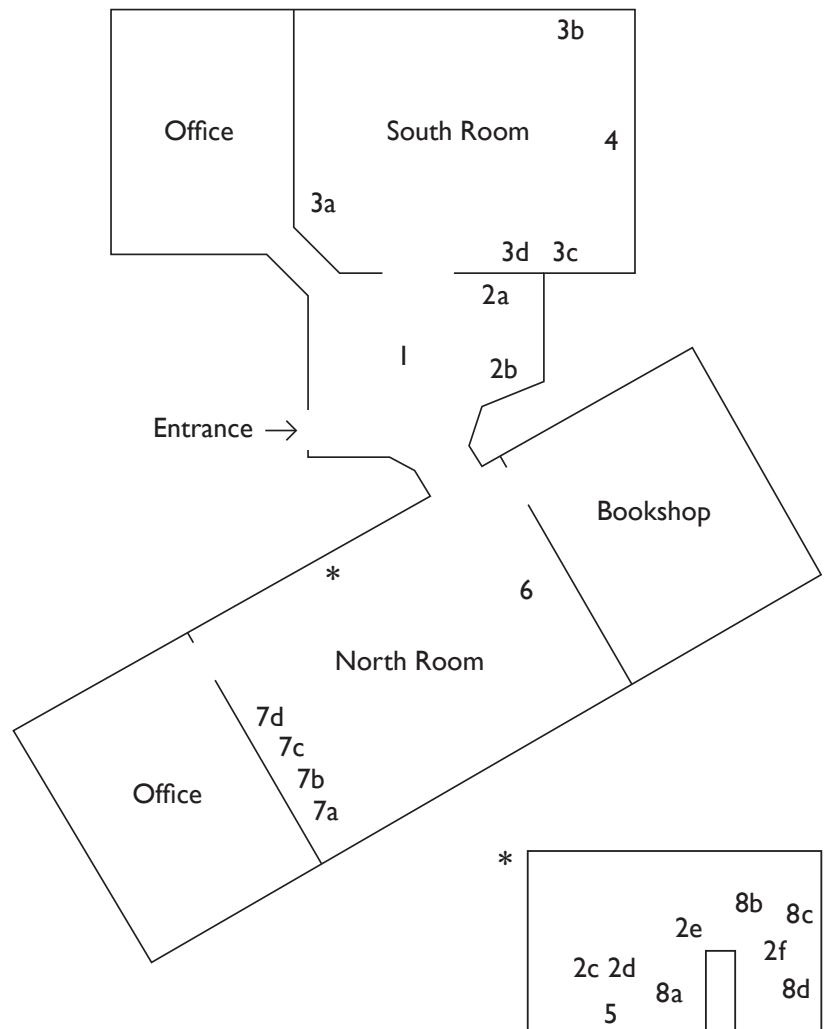 3b
Office
South Room
4
3a
3d 3c
2a
1
2b
Entrance
Bookshop
*
6
North Room
7d
7c
7b
Office
7a
*
8b
8c
2e
2f
2c 2d
8a
8d
5